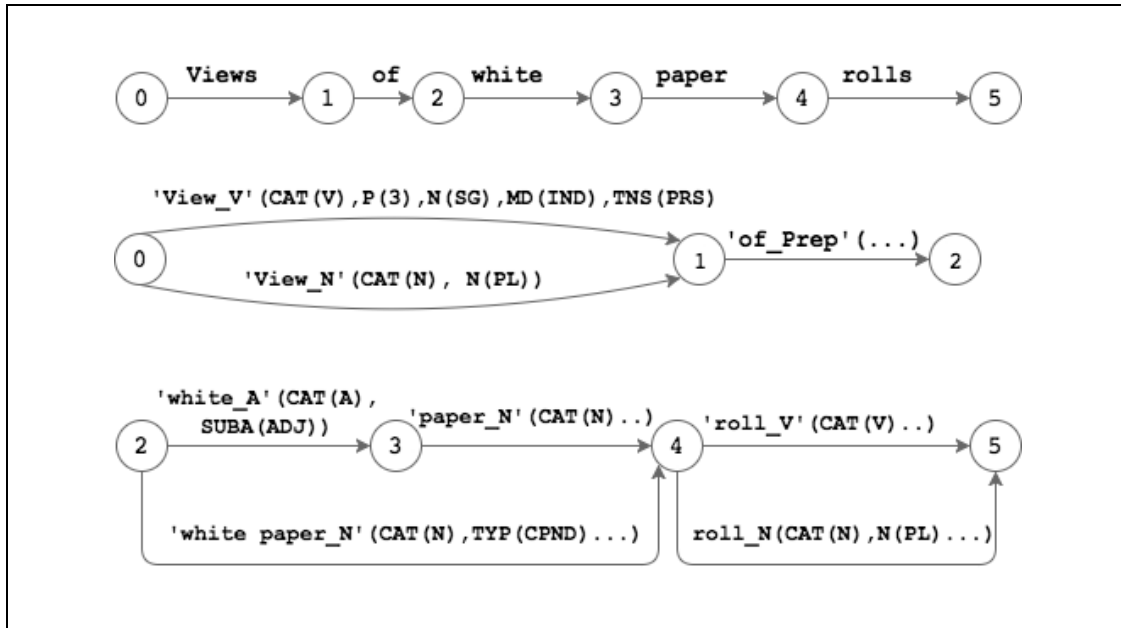 Views of white paper rolls
0 1 2 3 4 5
'View_V'(CAT(V),P(3),N(SG),MD(IND),TNS(PRS)
0 'View_N'(CAT(N), N(PL)) 1 'of_Prep'(...) 2
'white_A'(CAT(A),
SUBA(ADJ))
'paper_N'(CAT(N)..)
'roll_V'(CAT(V)..)
2 3 4 5
'white paper_N'(CAT(N),TYP(CPND)...) roll_N(CAT(N),N(PL)...)